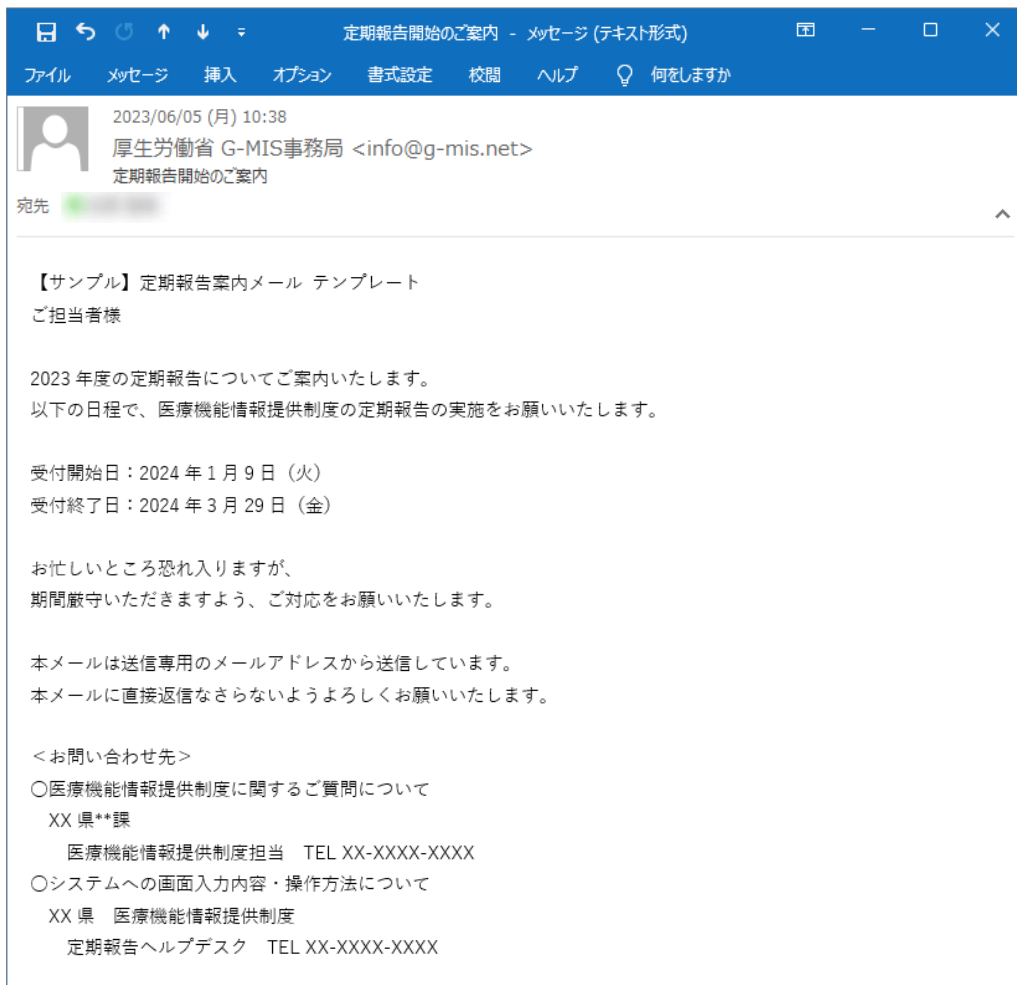 定期報告開始のご案内 - メッセージ (テキスト形式)
ファイル メッセージ 挿入 オプション 書式設定 校閲 ヘルプ 何をしますか
2023/06/05 (月) 10:38
厚生労働省 G-MIS事務局 <info@g-mis.net>
定期報告開始のご案内
宛先
【サンプル】定期報告案内メール テンプレート
ご担当者様
2023 年度の定期報告についてご案内いたします。
以下の日程で、医療機能情報提供制度の定期報告の実施をお願いいたします。
受付開始日：2024 年 1 月 9 日（火）
受付終了日：2024 年 3 月 29 日（金）
お忙しいところ恐れ入りますが、
期間厳守いただきますよう、ご対応をお願いいたします。
本メールは送信専用のメールアドレスから送信しています。
本メールに直接返信なさらないようよろしくお願いいたします。
＜お問い合わせ先＞
〇医療機能情報提供制度に関するご質問について
XX 県**課
医療機能情報提供制度担当　TEL XX-XXXX-XXXX
〇システムへの画面入力内容・操作方法について
XX 県　医療機能情報提供制度
定期報告ヘルプデスク　TEL XX-XXXX-XXXX